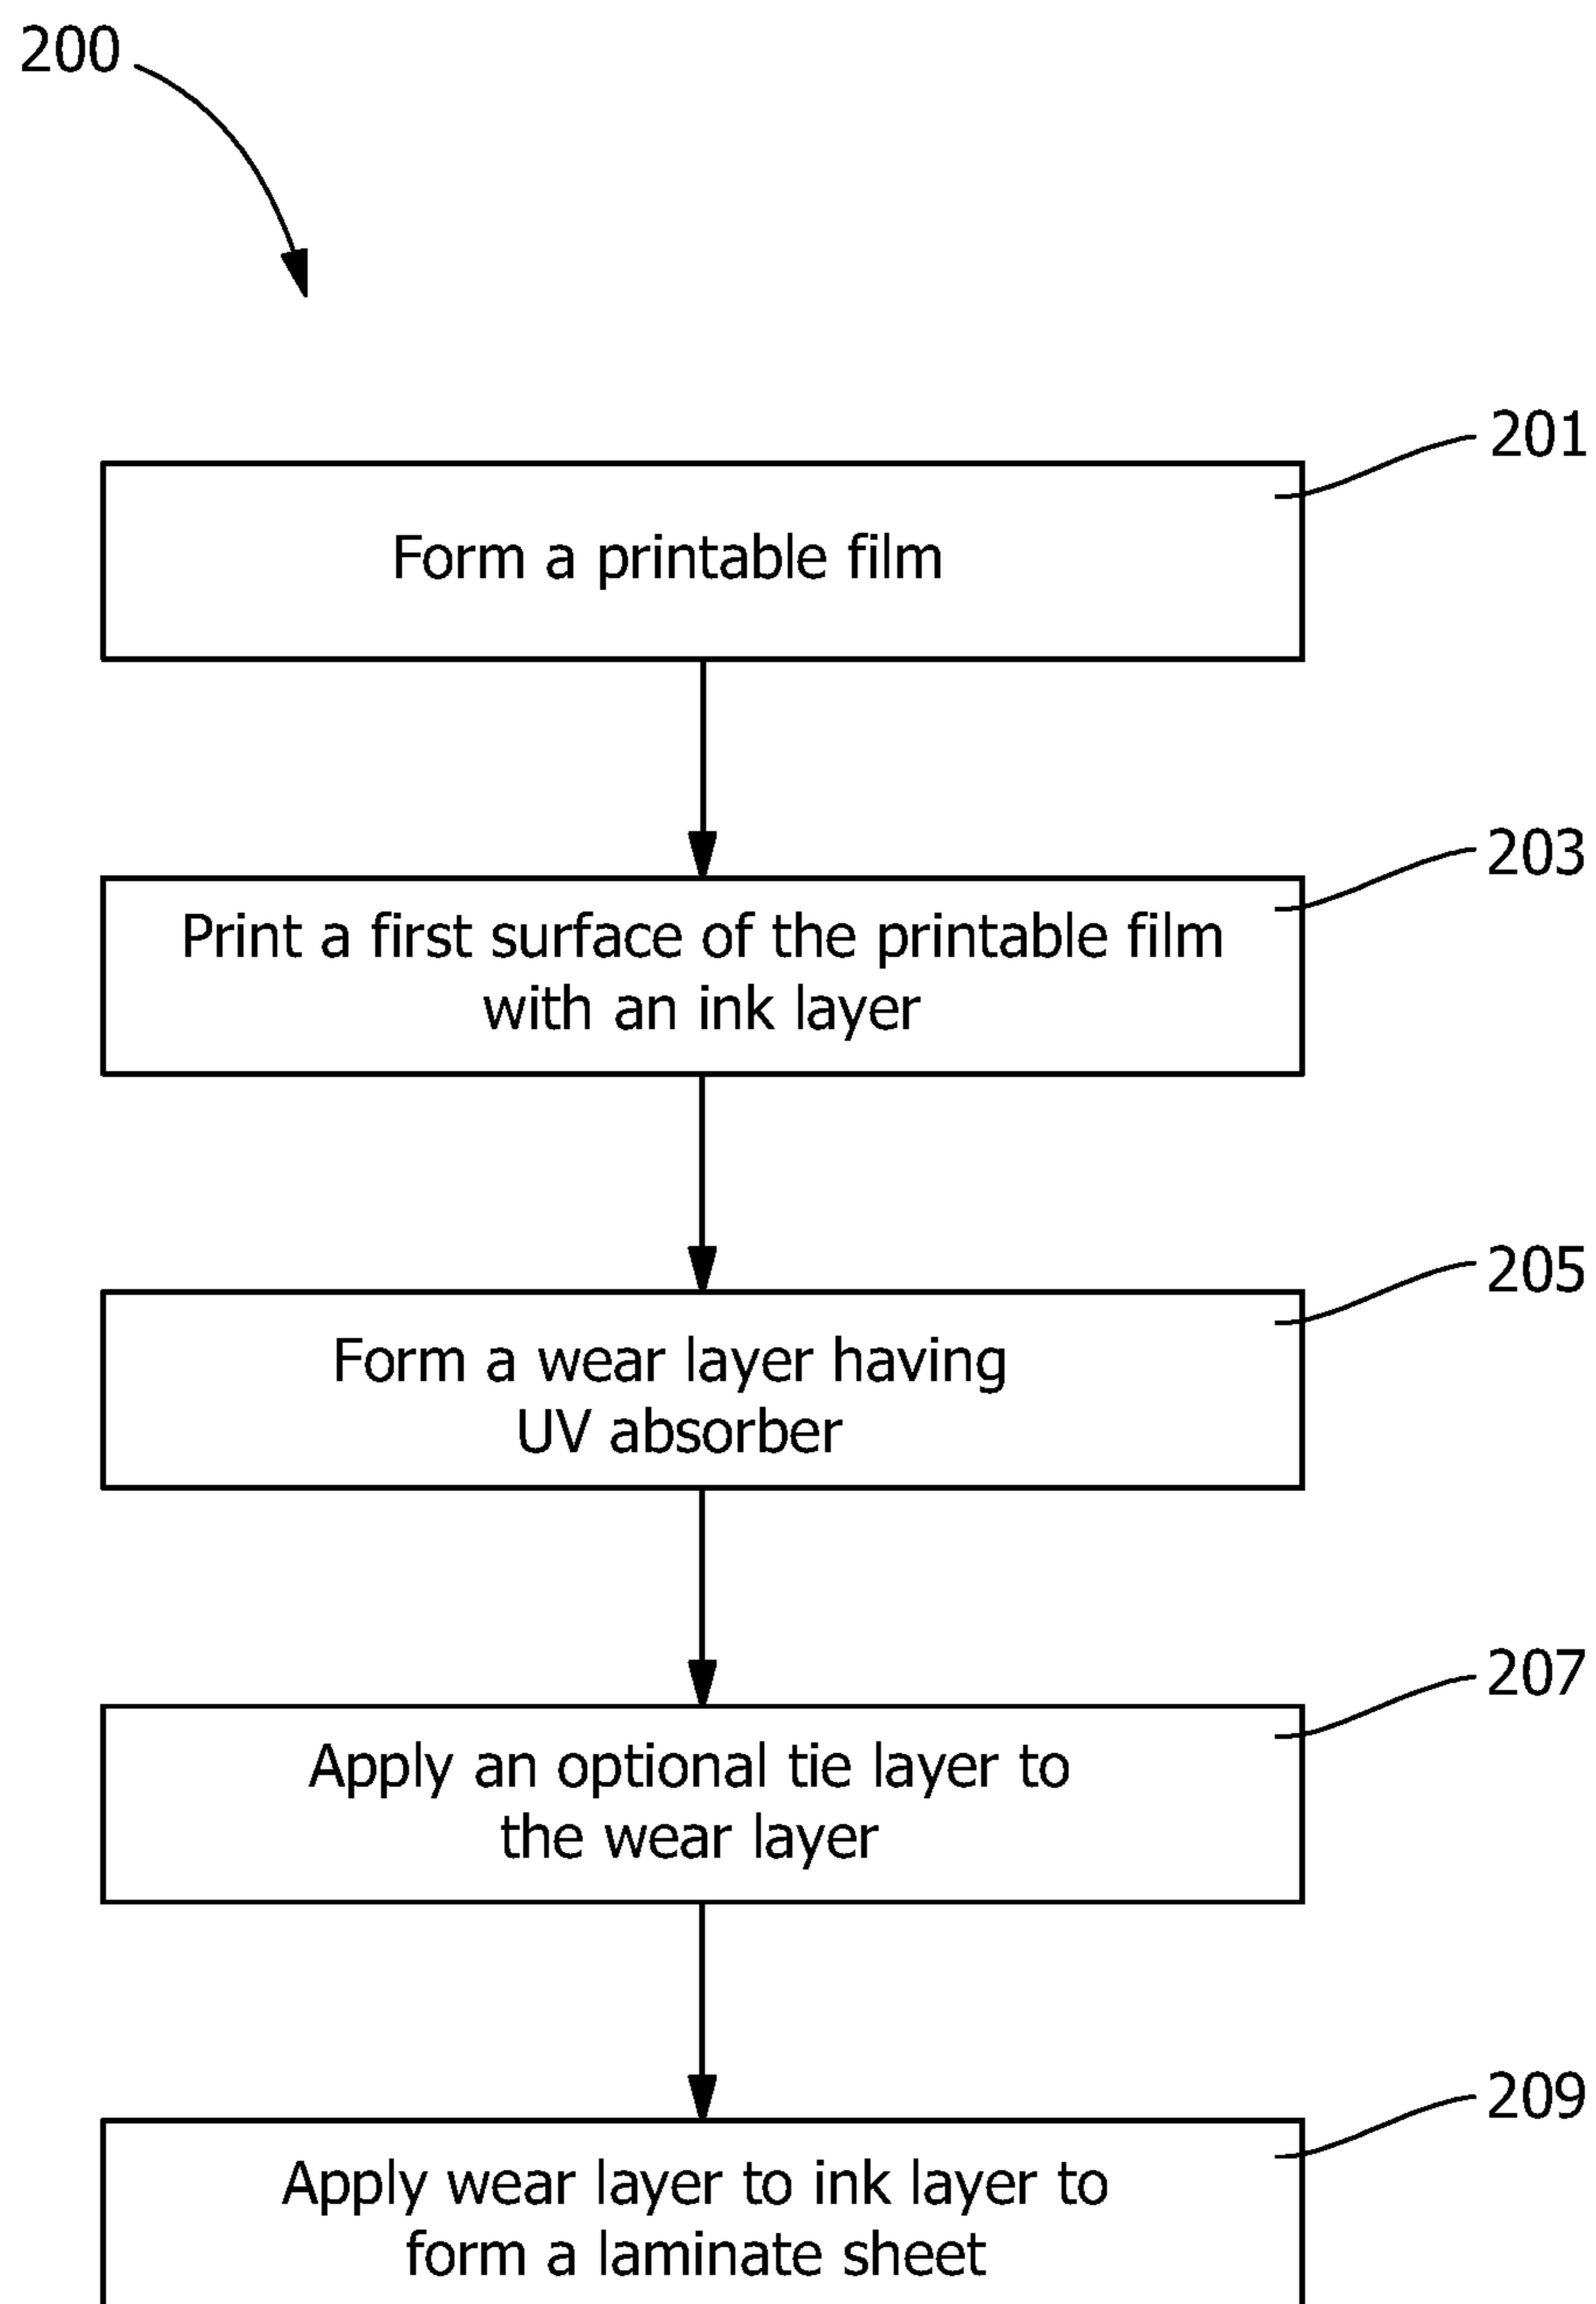 200
201
Form a printable film
203
Print a first surface of the printable film
with an ink layer
205
Form a wear layer having
UV absorber
207
Apply an optional tie layer to
the wear layer
209
Apply wear layer to ink layer to
form a laminate sheet